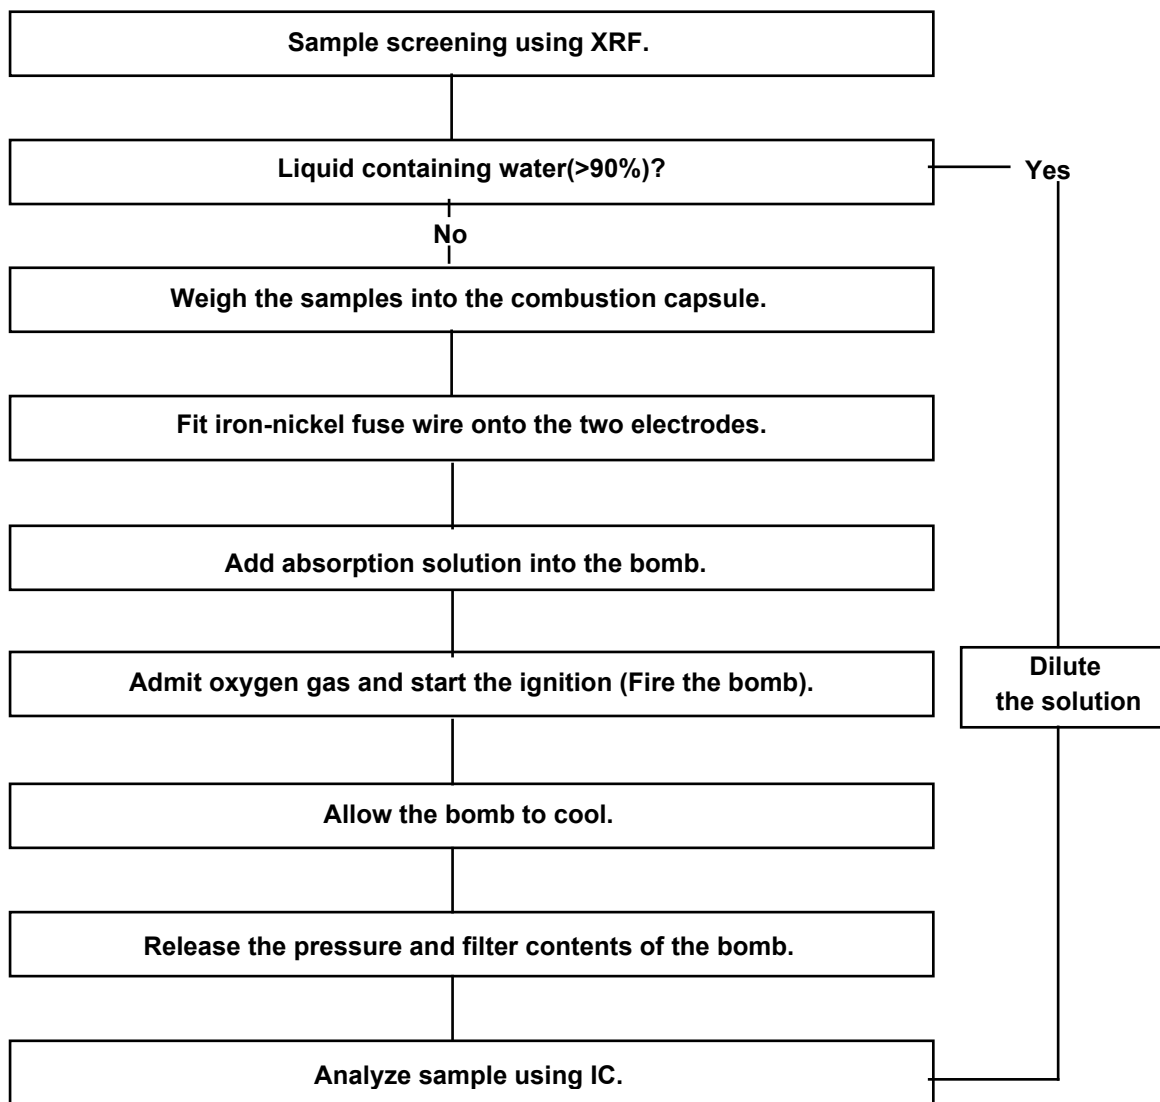 Sample screening using XRF.
Liquid containing water(>90%)?
Yes
No
Weigh the samples into the combustion capsule.
Fit iron-nickel fuse wire onto the two electrodes.
Add absorption solution into the bomb.
Admit oxygen gas and start the ignition (Fire the bomb).
Dilute
the solution
Allow the bomb to cool.
Release the pressure and filter contents of the bomb.
Analyze sample using IC.